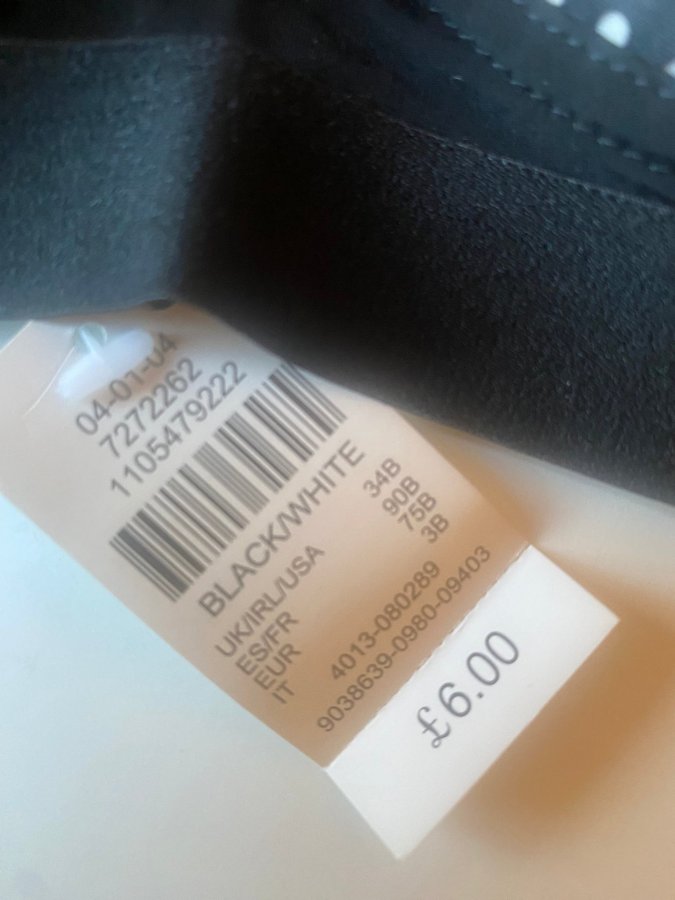 04-01-04
7272262
1105479222
BLACK/WHITE
UK/IRL/USA 34B
ES/FR 90B
EUR 75B
IT 3B
4013-080289
9038639-0980-09403
£6.00